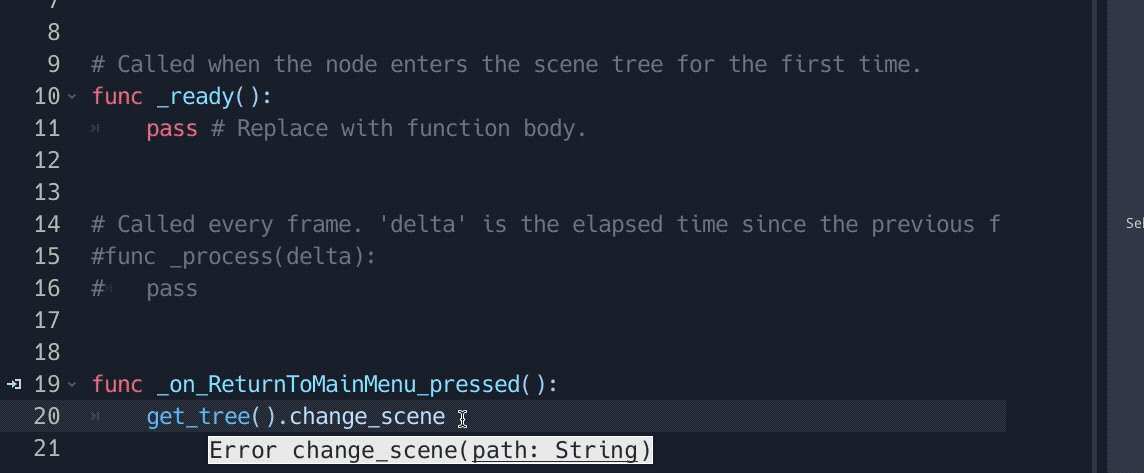 7
8
9 # Called when the node enters the scene tree for the first time.
10 func _ready():
11 pass # Replace with function body.
12
13
14 # Called every frame. 'delta' is the elapsed time since the previous f
15 #func _process(delta):
16 # pass
17
18
19 func _on_ReturnToMainMenu_pressed():
20 get_tree().change_scene
21
Error change_scene(path: String)
Sel